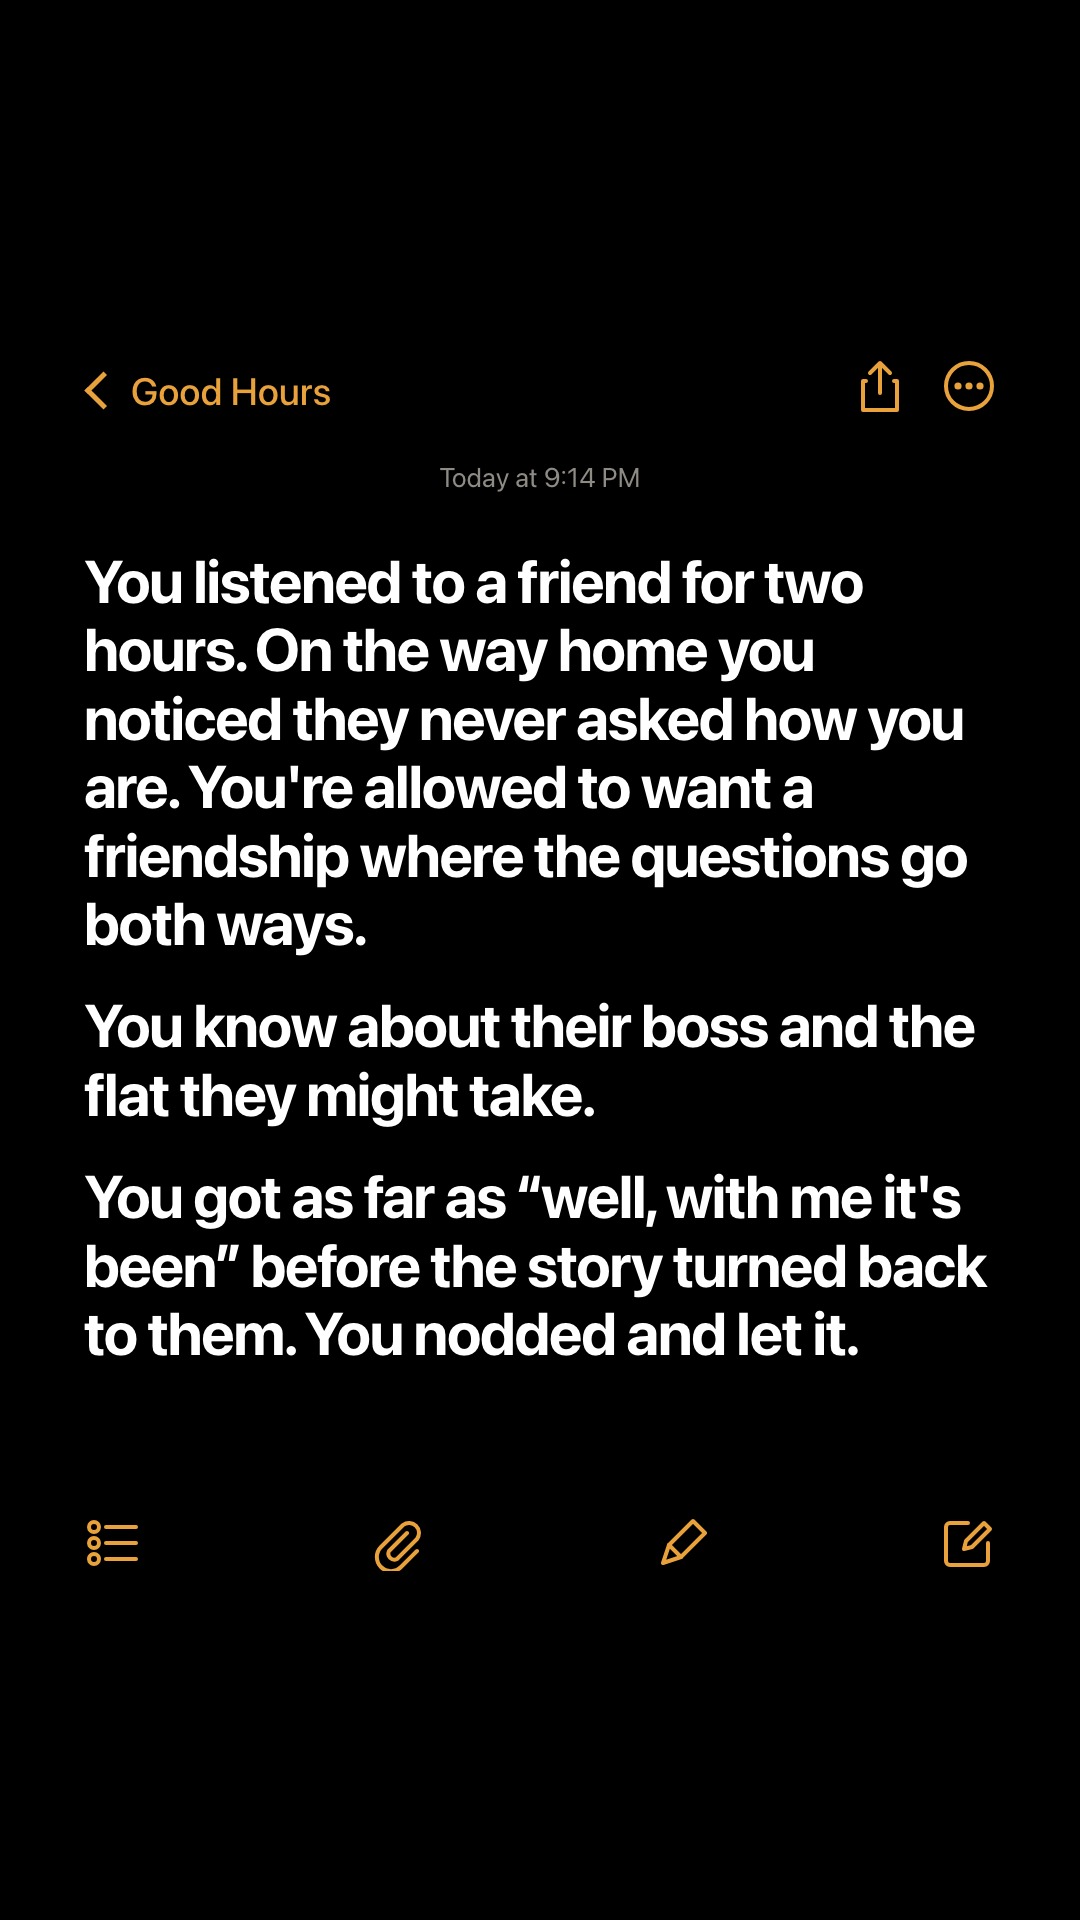 Good Hours
Today at 9:14 PM
You listened to a friend for two
hours. On the way home you
noticed they never asked how you
are. You're allowed to want a
friendship where the questions go
both ways.
You know about their boss and the
flat they might take.
You got as far as “well, with me it's
been” before the story turned back
to them. You nodded and let it.